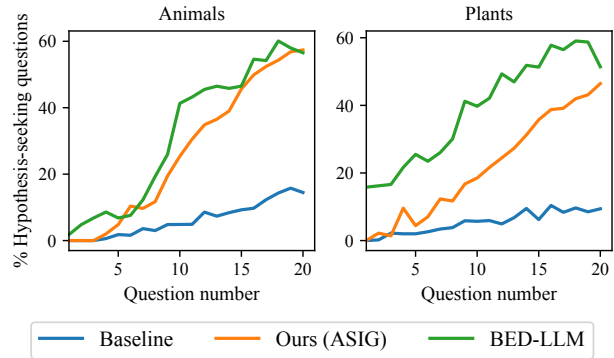 Animals
Plants
% Hypothesis-seeking questions
60
40
20
0
5
10
15
20
Question number
60
40
20
0
5
10
15
20
Question number
Baseline
Ours (ASIG)
BED-LLM